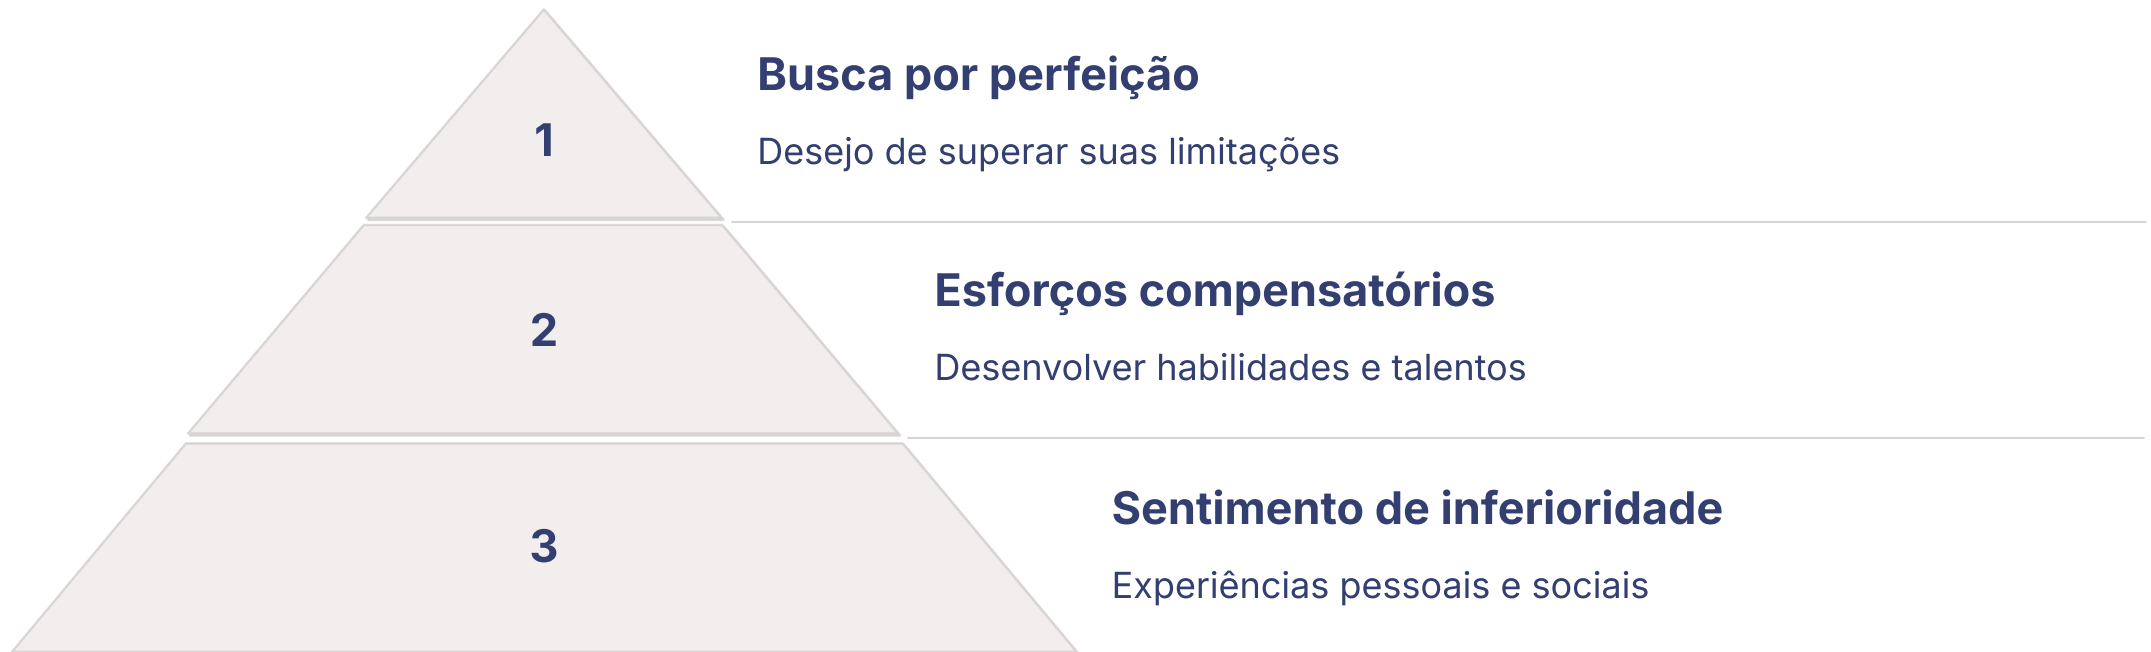 1
Busca por perfeição
Desejo de superar suas limitações
2
Esforços compensatórios
Desenvolver habilidades e talentos
3
Sentimento de inferioridade
Experiências pessoais e sociais